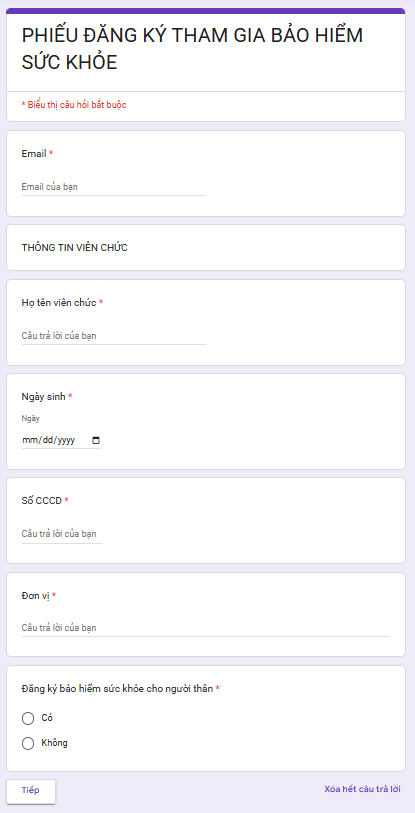 PHIẾU ĐĂNG KÝ THAM GIA BẢO HIỂM
SỨC KHỎE
* Biểu thị câu hỏi bắt buộc
Email *
Email của bạn
THÔNG TIN VIÊN CHỨC
Họ tên viên chức *
Câu trả lời của bạn
Ngày sinh *
Ngày
mm/dd/yyyy
Số CCCD *
Câu trả lời của bạn
Đơn vị *
Câu trả lời của bạn
Đăng ký bảo hiểm sức khỏe cho người thân *
Có
Không
Tiếp
Xóa hết câu trả lời